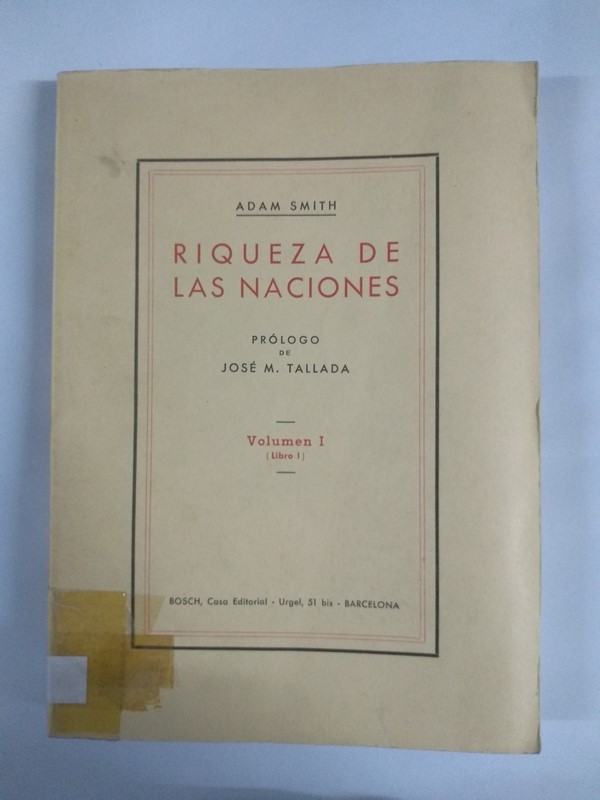 ADAM SMITH
RIQUEZA DE
LAS NACIONES
PRÓLOGO
DE
JOSÉ M. TALLADA
Volumen I
(Libro I)
BOSCH, Casa Editorial - Urgel, 51 bis - BARCELONA